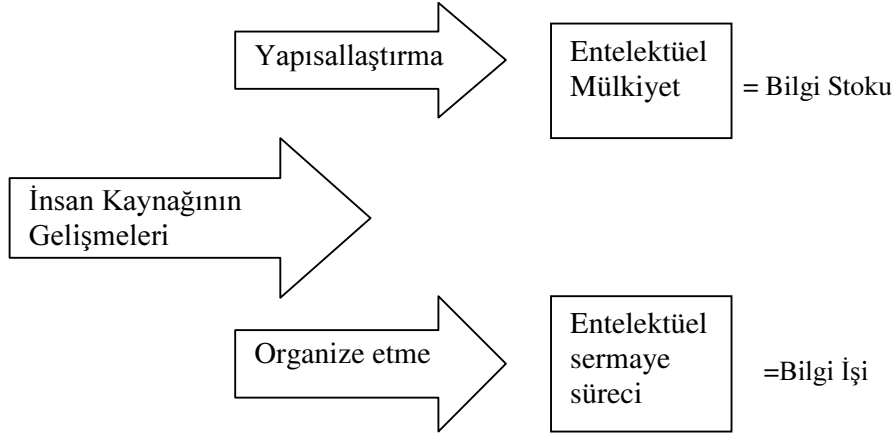 Yapısallaştırma
Entelektüel
Mülkiyet
= Bilgi Stoku
İnsan Kaynağının
Gelişmeleri
Organize etme
Entelektüel
sermaye
süreci
=Bilgi İşi